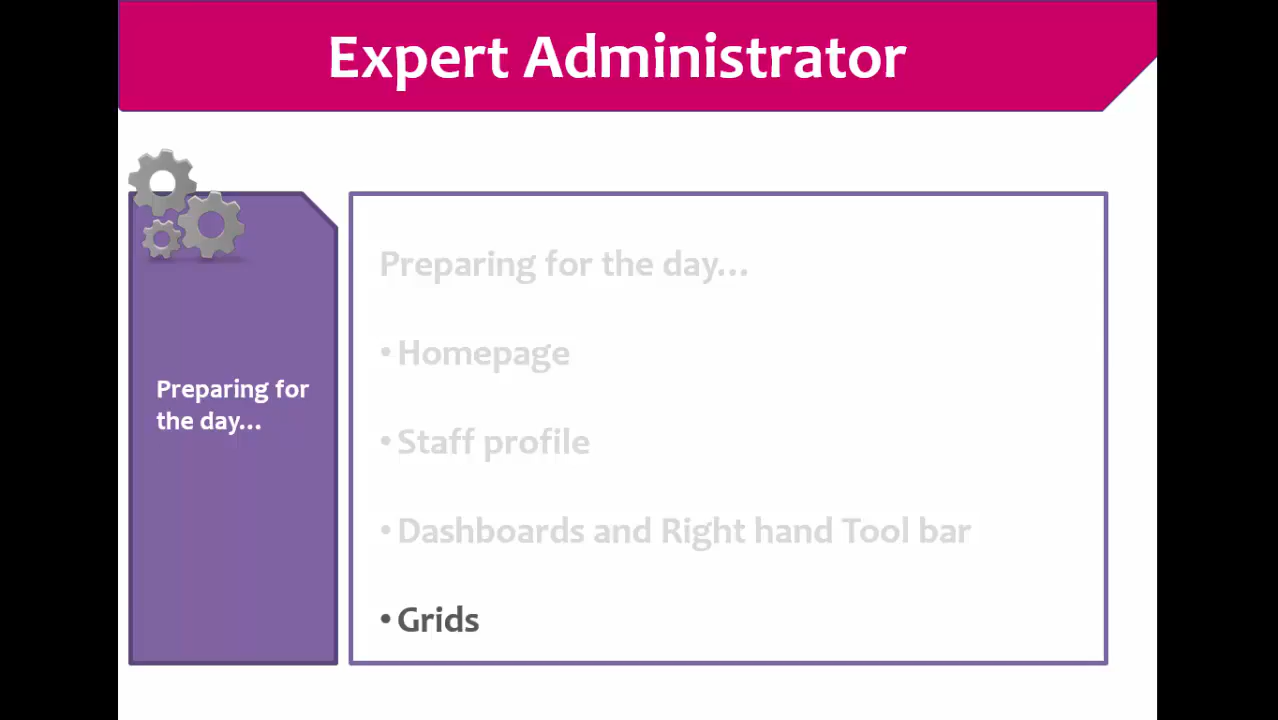 Expert Administrator
Preparing for
the day...
Preparing for the day...
• Homepage
• Staff profile
• Dashboards and Right hand Tool bar
• Grids